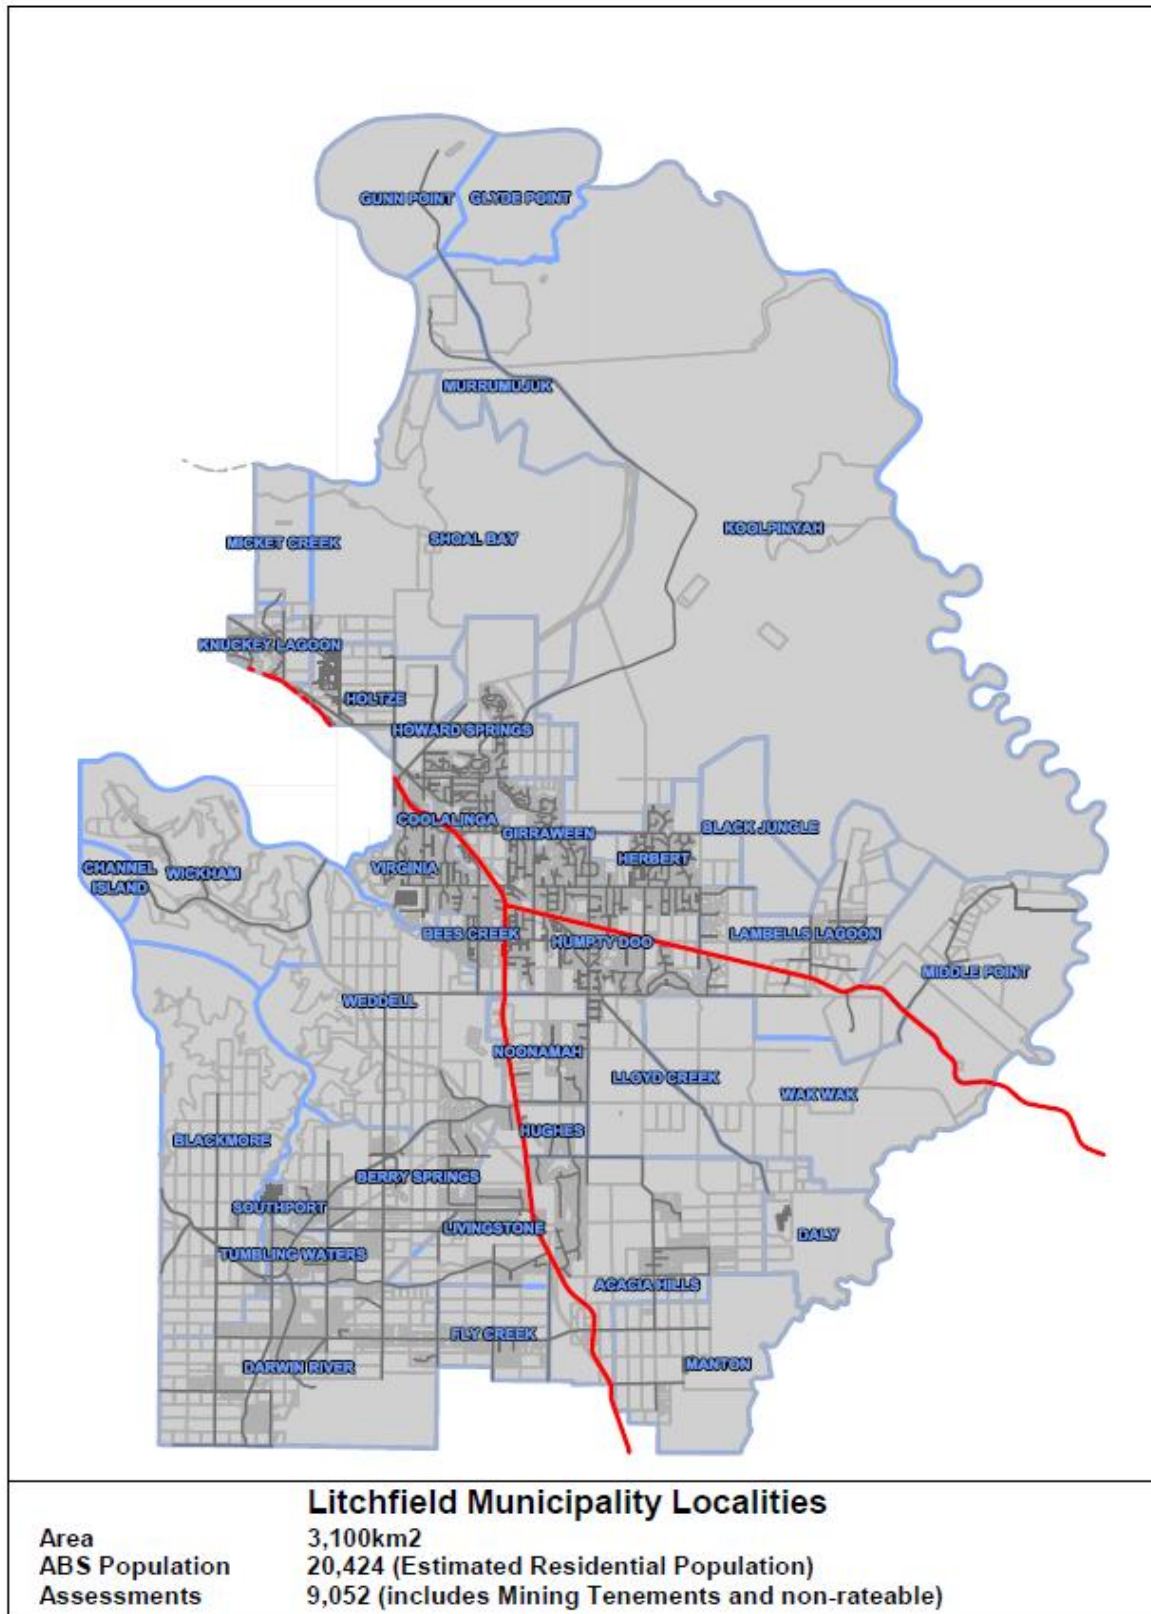 GUNN POINT
GLYDE POINT
MURRUMUJUK
KOOLPINYAH
MICKET CREEK
SHOAL BAY
KNUCKEY LAGOON
HOLTZE
HOWARD SPRINGS
COOLALINGA
GIRRAWEEN
BLACK JUNGLE
HERBERT
CHANNEL
ISLAND
WICKHAM
VIRGINIA
BEES CREEK
HUMPTY DOO
LAMBELLS LAGOON
MIDDLE POINT
WEDDELL
NOONAMAH
LLOYD CREEK
WAK WAK
HUGHES
BLACKMORE
BERRY SPRINGS
SOUTHPORT
LIVINGSTONE
DALY
TUMBLING WATERS
ACACIA HILLS
FLY CREEK
DARWIN RIVER
MANTON
Litchfield Municipality Localities
Area 3,100km2
ABS Population 20,424 (Estimated Residential Population)
Assessments 9,052 (includes Mining Tenements and non-rateable)